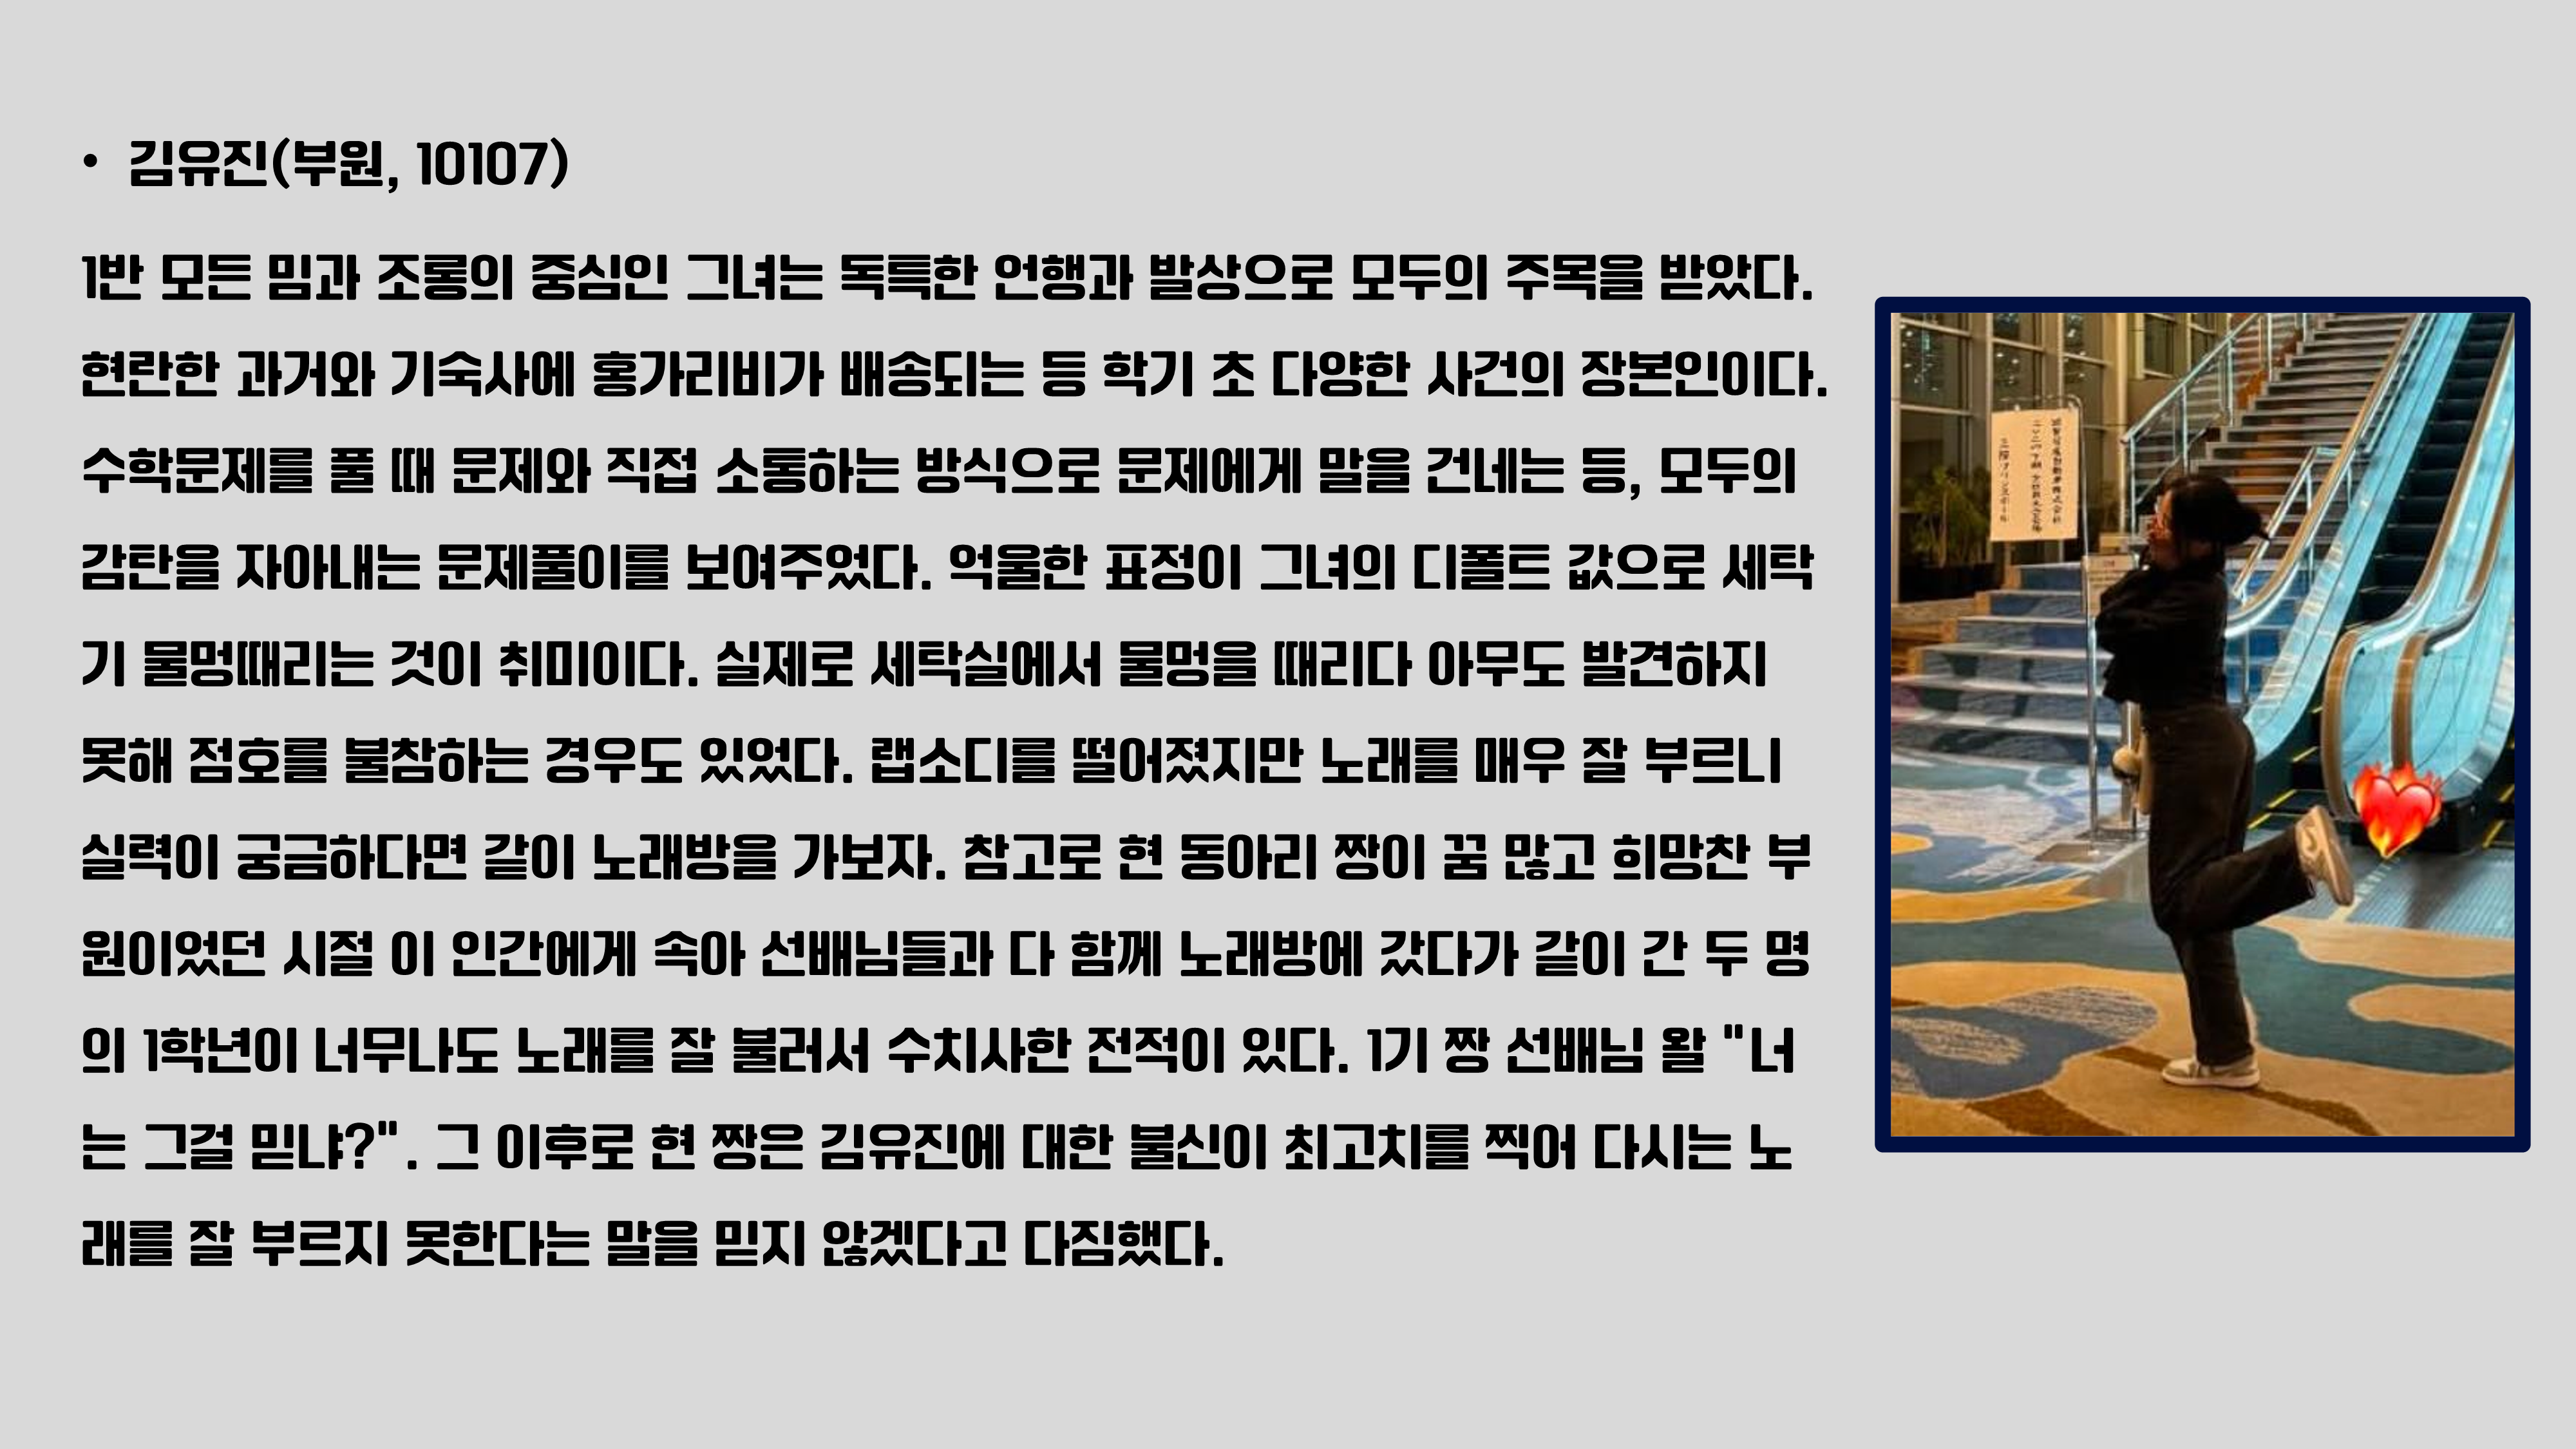 • 김유진(부원, 10107)
1반 모든 밈과 조롱의 중심인 그녀는 독특한 언행과 발상으로 모두의 주목을 받았다.
현란한 과거와 기숙사에 홍가리비가 배송되는 등 학기 초 다양한 사건의 장본인이다.
수학문제를 풀 때 문제와 직접 소통하는 방식으로 문제에게 말을 건네는 등, 모두의
감탄을 자아내는 문제풀이를 보여주었다. 억울한 표정이 그녀의 디폴트 값으로 세탁
기 물멍때리는 것이 취미이다. 실제로 세탁실에서 물멍을 때리다 아무도 발견하지
못해 점호를 불참하는 경우도 있었다. 랩소디를 떨어졌지만 노래를 매우 잘 부르니
실력이 궁금하다면 같이 노래방을 가보자. 참고로 현 동아리 짱이 꿈 많고 희망찬 부
원이었던 시절 이 인간에게 속아 선배님들과 다 함께 노래방에 갔다가 같이 간 두 명
의 1학년이 너무나도 노래를 잘 불러서 수치사한 전적이 있다. 1기 짱 선배님 왈 "너
는 그걸 믿냐?". 그 이후로 현 짱은 김유진에 대한 불신이 최고치를 찍어 다시는 노
래를 잘 부르지 못한다는 말을 믿지 않겠다고 다짐했다.